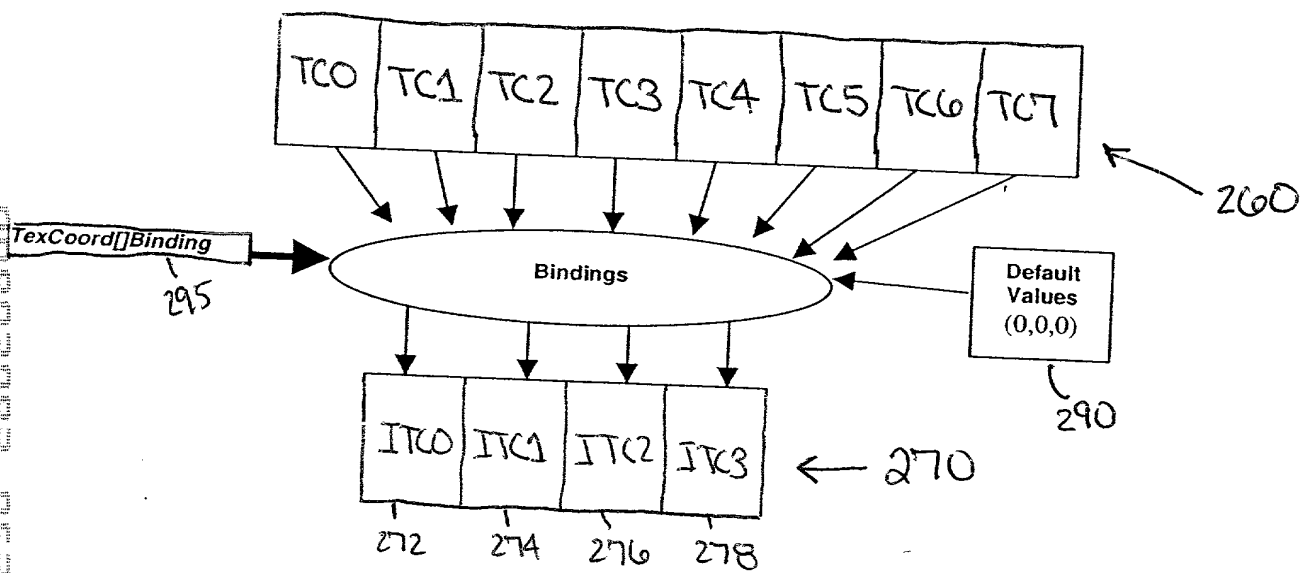 TC0 TC1 TC2 TC3 TC4 TC5 TC6 TC7
260
TexCoord[]Binding
295
Bindings
Default
Values
(0,0,0)
290
ITC0 ITC1 ITC2 ITC3
270
272 274 276 278